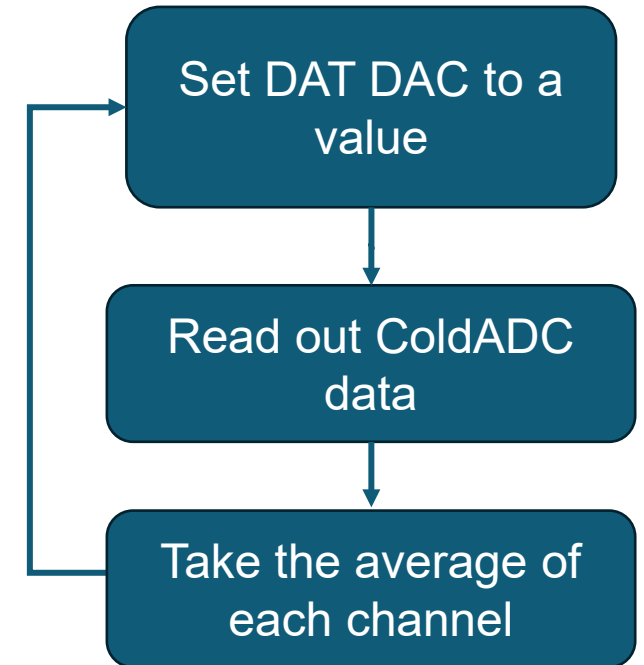 Set DAT DAC to a
value
Read out ColdADC
data
Take the average of
each channel